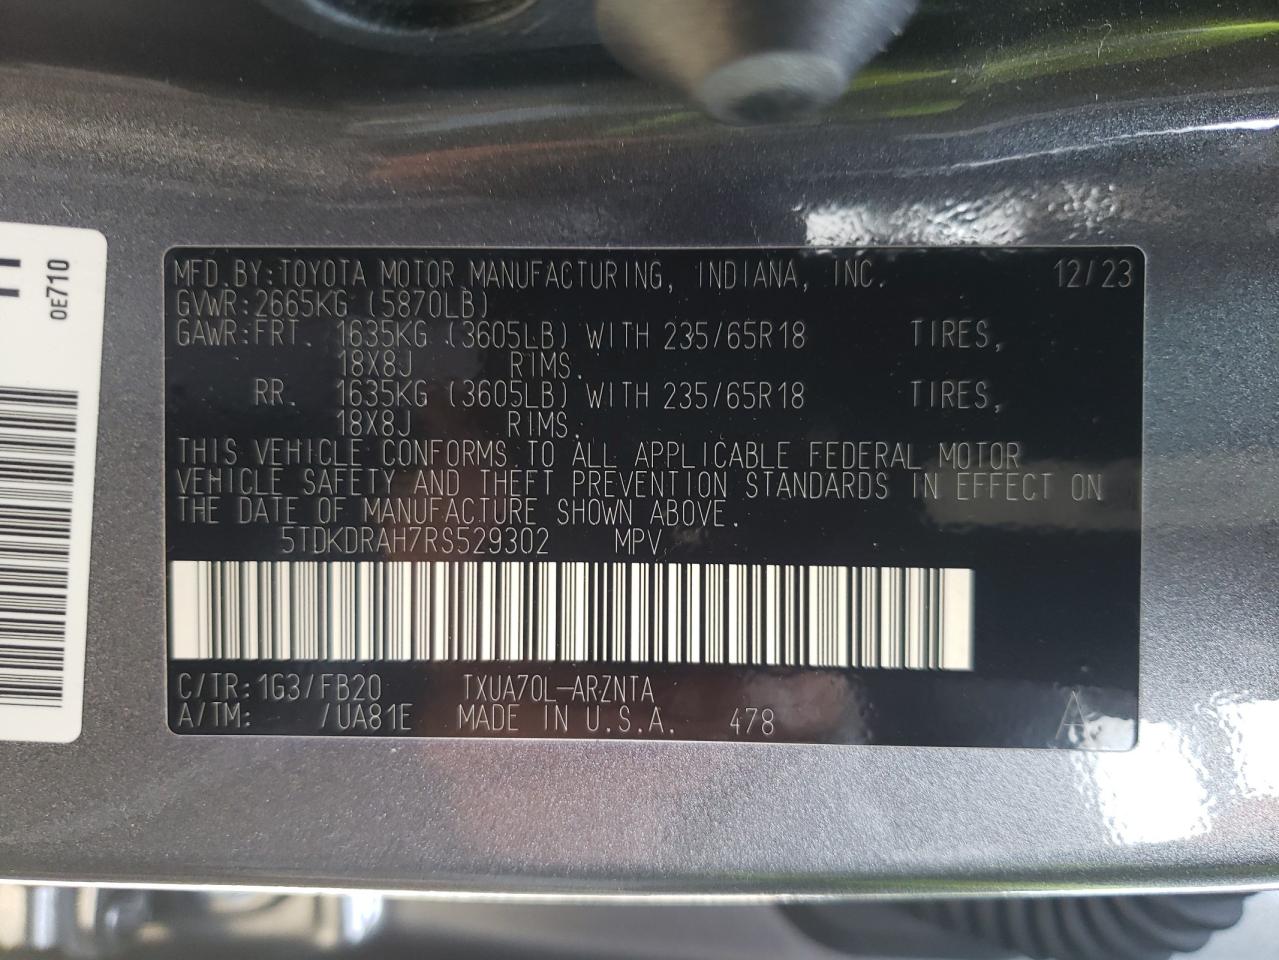 MFD.BY:TOYOTA MOTOR MANUFACTURING, INDIANA, INC. 12/23
GVWR:2665KG (5870LB)
GAWR:FRT. 1635KG (3605LB) WITH 235/65R18 TIRES,
18X8J RIMS.
RR. 1635KG (3605LB) WITH 235/65R18 TIRES,
18X8J RIMS.
THIS VEHICLE CONFORMS TO ALL APPLICABLE FEDERAL MOTOR
VEHICLE SAFETY AND THEFT PREVENTION STANDARDS IN EFFECT ON
THE DATE OF MANUFACTURE SHOWN ABOVE.
5TDKDRAH7RS529302 MPV
C/TR:1G3/FB20 TXUA70L-ARZNTA
A/TM: /UA81E MADE IN U.S.A. 478 A
0E710